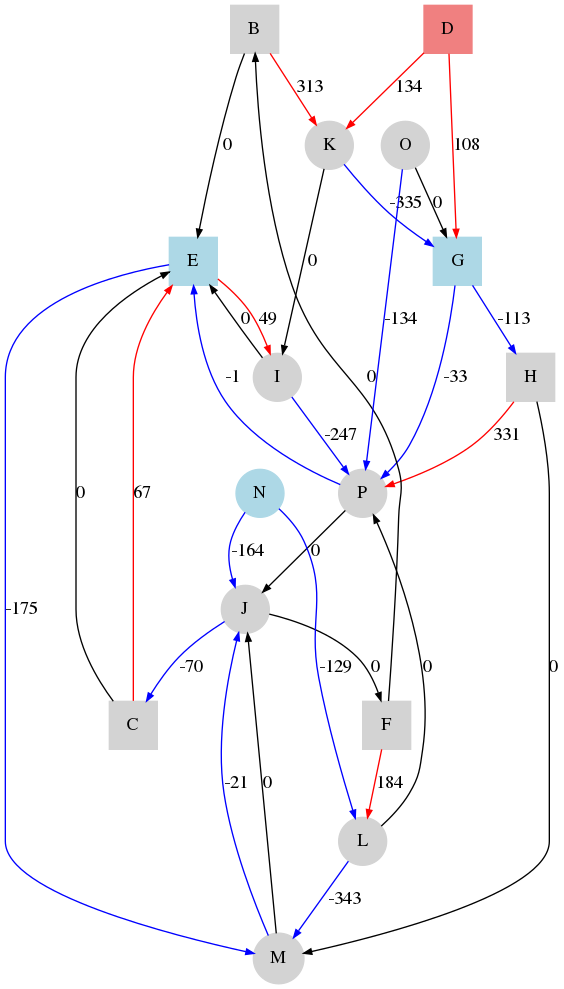 B D
313 134
K O
0 108
-335 0
E G
0
0 49 -134 -113
I H
-1 0 -33
-247 331
N P
-164 0
J
0 67 -175
-70 -129 0 0 0
C F
-21 0 184
L
-343
M